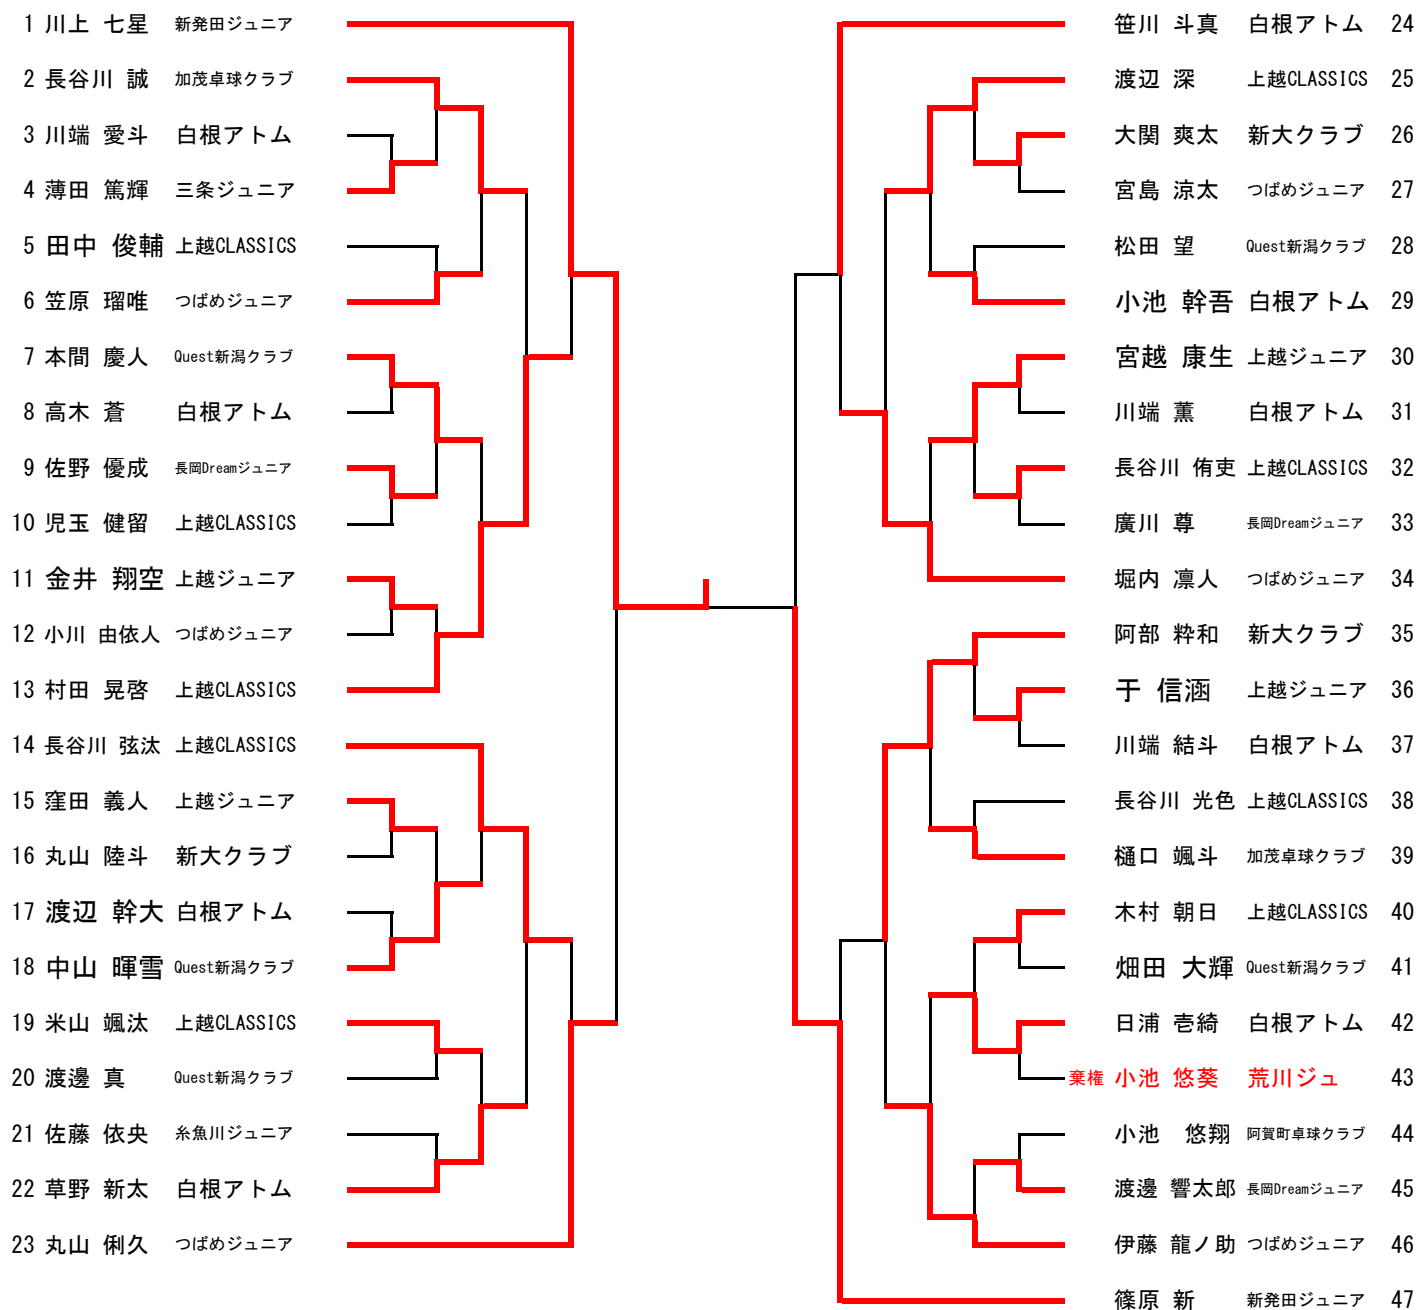 1 川上 七星 新発田ジュニア
2 長谷川 誠 加茂卓球クラブ
3 川端 愛斗 白根アトム
4 薄田 篤輝 三条ジュニア
5 田中 俊輔 上越CLASSICS
6 笠原 瑠唯 つばめジュニア
7 本間 慶人 Quest新潟クラブ
8 高木 蒼 白根アトム
9 佐野 優成 長岡Dreamジュニア
10 児玉 健留 上越CLASSICS
11 金井 翔空 上越ジュニア
12 小川 由依人 つばめジュニア
13 村田 晃啓 上越CLASSICS
14 長谷川 弦汰 上越CLASSICS
15 窪田 義人 上越ジュニア
16 丸山 陸斗 新大クラブ
17 渡辺 幹大 白根アトム
18 中山 暉雪 Quest新潟クラブ
19 米山 颯汰 上越CLASSICS
20 渡邊 真 Quest新潟クラブ
21 佐藤 依央 糸魚川ジュニア
22 草野 新太 白根アトム
23 丸山 俐久 つばめジュニア
笹川 斗真 白根アトム 24
渡辺 深 上越CLASSICS 25
大関 爽太 新大クラブ 26
宮島 涼太 つばめジュニア 27
松田 望 Quest新潟クラブ 28
小池 幹吾 白根アトム 29
宮越 康生 上越ジュニア 30
川端 薫 白根アトム 31
長谷川 侑吏 上越CLASSICS 32
廣川 尊 長岡Dreamジュニア 33
堀内 凛人 つばめジュニア 34
阿部 粋和 新大クラブ 35
于 信涵 上越ジュニア 36
川端 結斗 白根アトム 37
長谷川 光色 上越CLASSICS 38
樋口 颯斗 加茂卓球クラブ 39
木村 朝日 上越CLASSICS 40
畑田 大輝 Quest新潟クラブ 41
日浦 壱綺 白根アトム 42
棄権 小池 悠葵 荒川ジュ 43
小池 悠翔 阿賀町卓球クラブ 44
渡邊 響太郎 長岡Dreamジュニア 45
伊藤 龍ノ助 つばめジュニア 46
篠原 新 新発田ジュニア 47